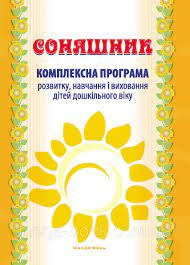 СОНЯШНИК
КОМПЛЕКСНА ПРОГРАМА
розвитку, навчання і виховання
дітей дошкільного віку